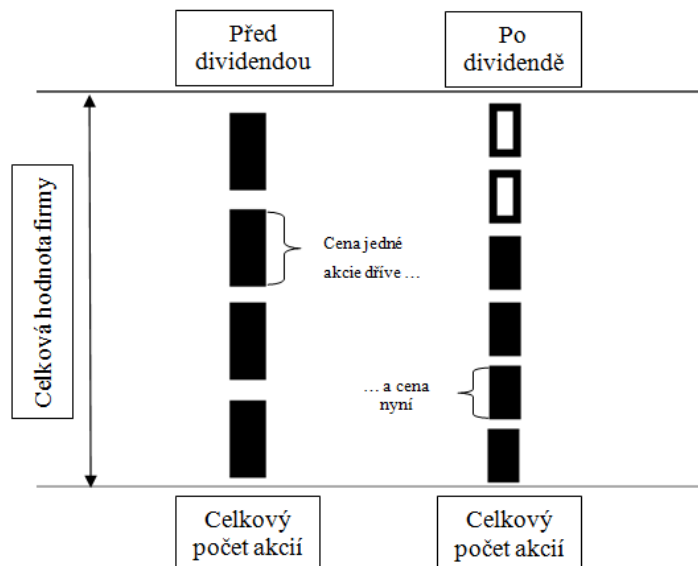 Před
dividendou
Po
dividendě
Celková hodnota firmy
Cena jedné
akcie dříve ...
... a cena
nyní
Celkový
počet akcií
Celkový
počet akcií